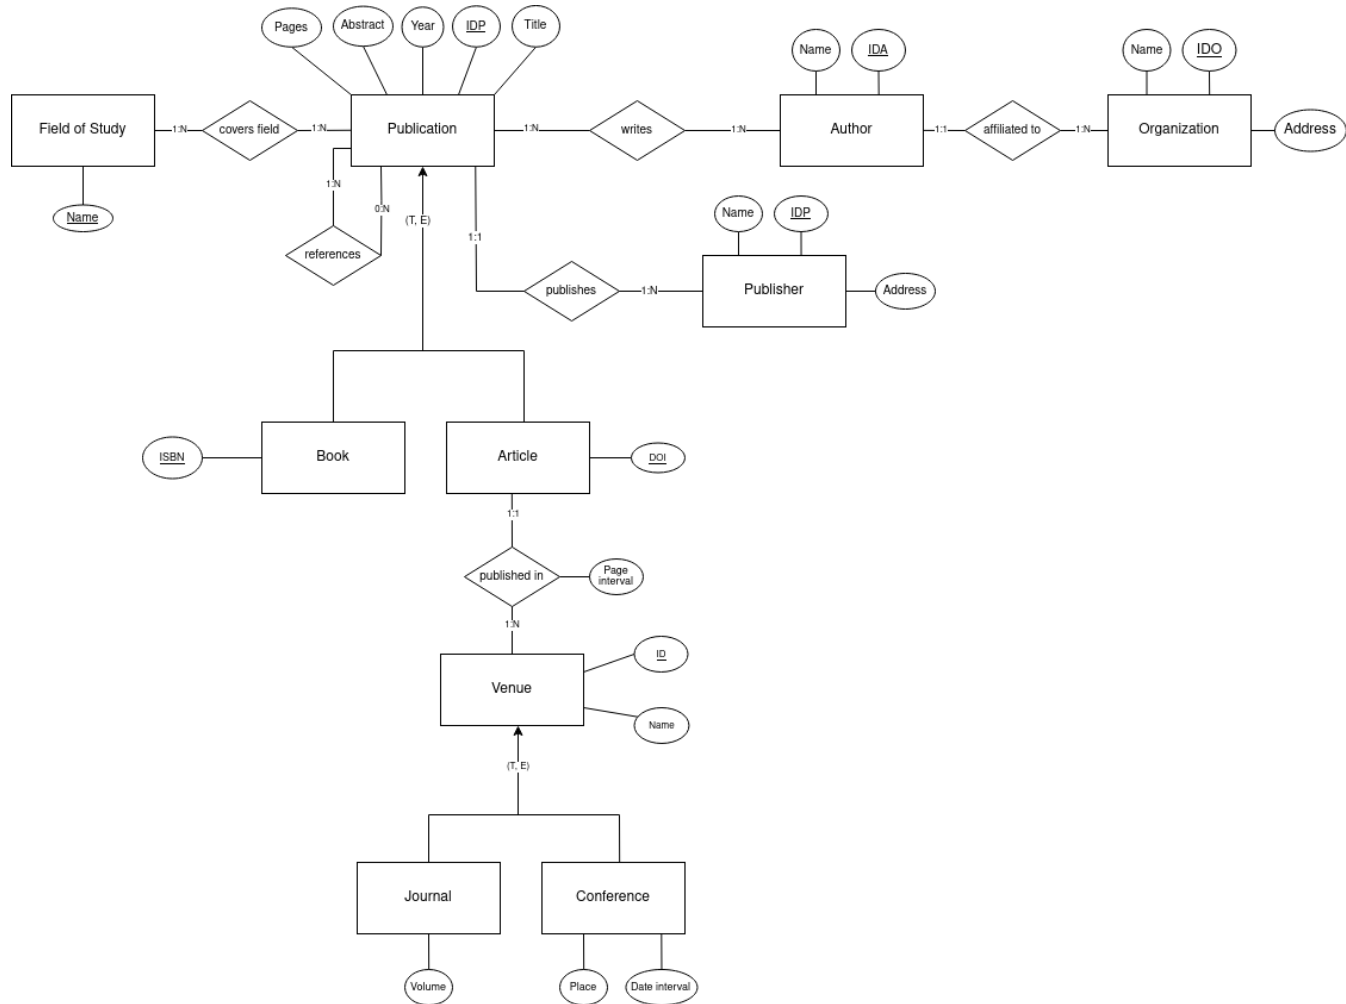 Pages
Abstract
Year
IDP
Title
Name
IDA
Name
IDO
Field of Study
1:N
covers field
1:N
Publication
1:N
writes
1:N
Author
1:1
affiliated to
1:N
Organization
Address
1:N
0:N
(T, E)
1:1
Name
references
Name
IDP
publishes
1:N
Publisher
Address
ISBN
Book
Article
DOI
1:1
published in
Page
interval
1:N
Venue
ID
Name
(T, E)
Journal
Conference
Volume
Place
Date interval